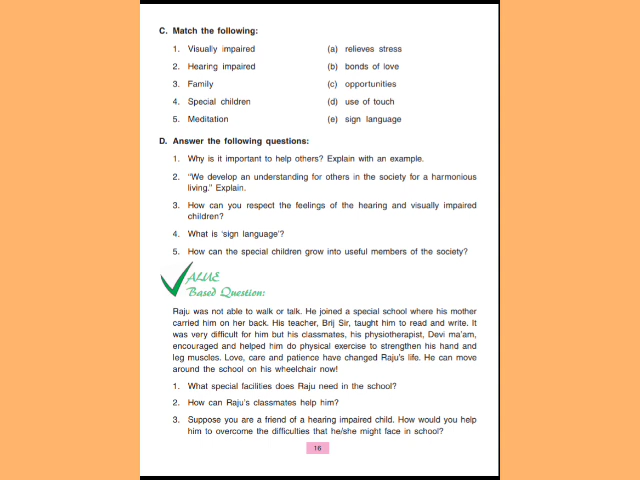 C. Match the following:
1. Visually impaired (a) relieves stress
2. Hearing impaired (b) bonds of love
3. Family (c) opportunities
4. Special children (d) use of touch
5. Meditation (e) sign language
D. Answer the following questions:
1. Why is it important to help others? Explain with an example.
2. “We develop an understanding for others in the society for a harmonious
living.” Explain.
3. How can you respect the feelings of the hearing and visually impaired
children?
4. What is ‘sign language’?
5. How can the special children grow into useful members of the society?
VALUE
Based Question:
Raju was not able to walk or talk. He joined a special school where his mother
carried him on her back. His teacher, Brij Sir, taught him to read and write. It
was very difficult for him but his classmates, his physiotherapist, Devi ma’am,
encouraged and helped him do physical exercise to strengthen his hand and
leg muscles. Love, care and patience have changed Raju’s life. He can move
around the school on his wheelchair now!
1. What special facilities does Raju need in the school?
2. How can Raju’s classmates help him?
3. Suppose you are a friend of a hearing impaired child. How would you help
him to overcome the difficulties that he/she might face in school?
16